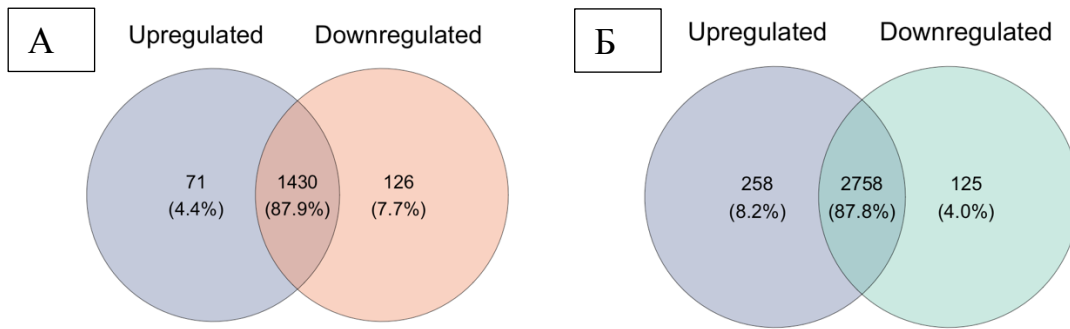 А
Upregulated Downregulated
71 1430 126
(4.4%) (87.9%) (7.7%)
Б
Upregulated Downregulated
258 2758 125
(8.2%) (87.8%) (4.0%)